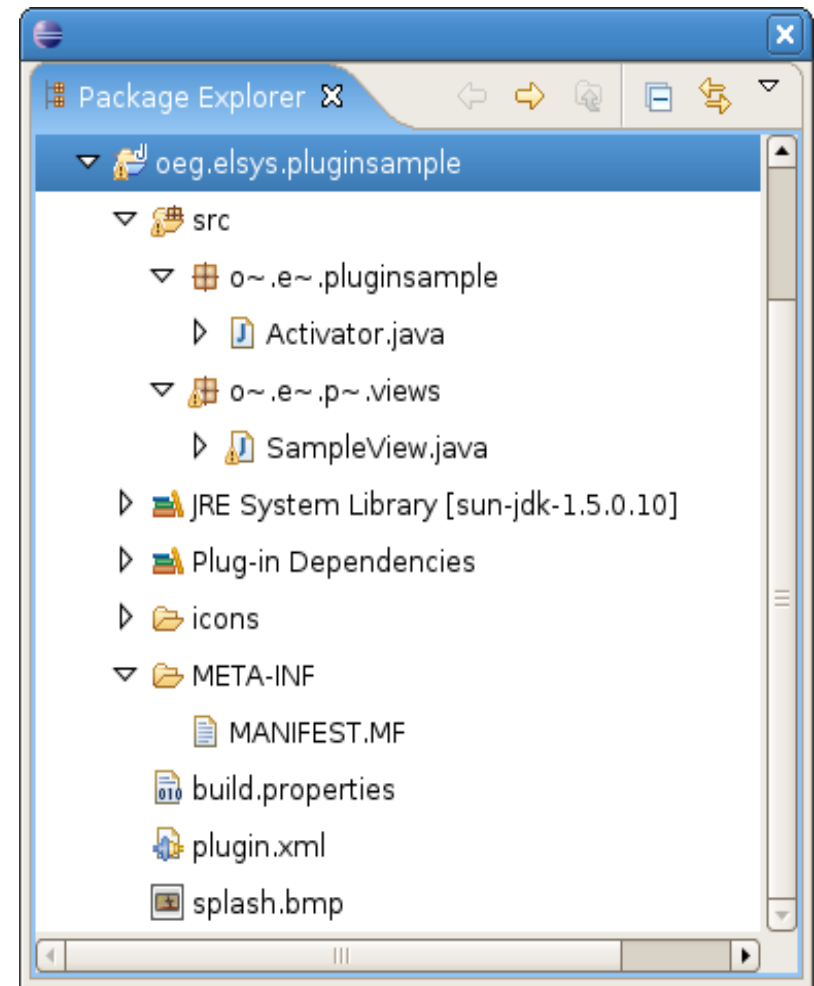 Package Explorer
oeg.elsys.pluginsample
src
o~.e~.pluginsample
Activator.java
o~.e~.p~.views
SampleView.java
JRE System Library [sun-jdk-1.5.0.10]
Plug-in Dependencies
icons
META-INF
MANIFEST.MF
build.properties
plugin.xml
splash.bmp